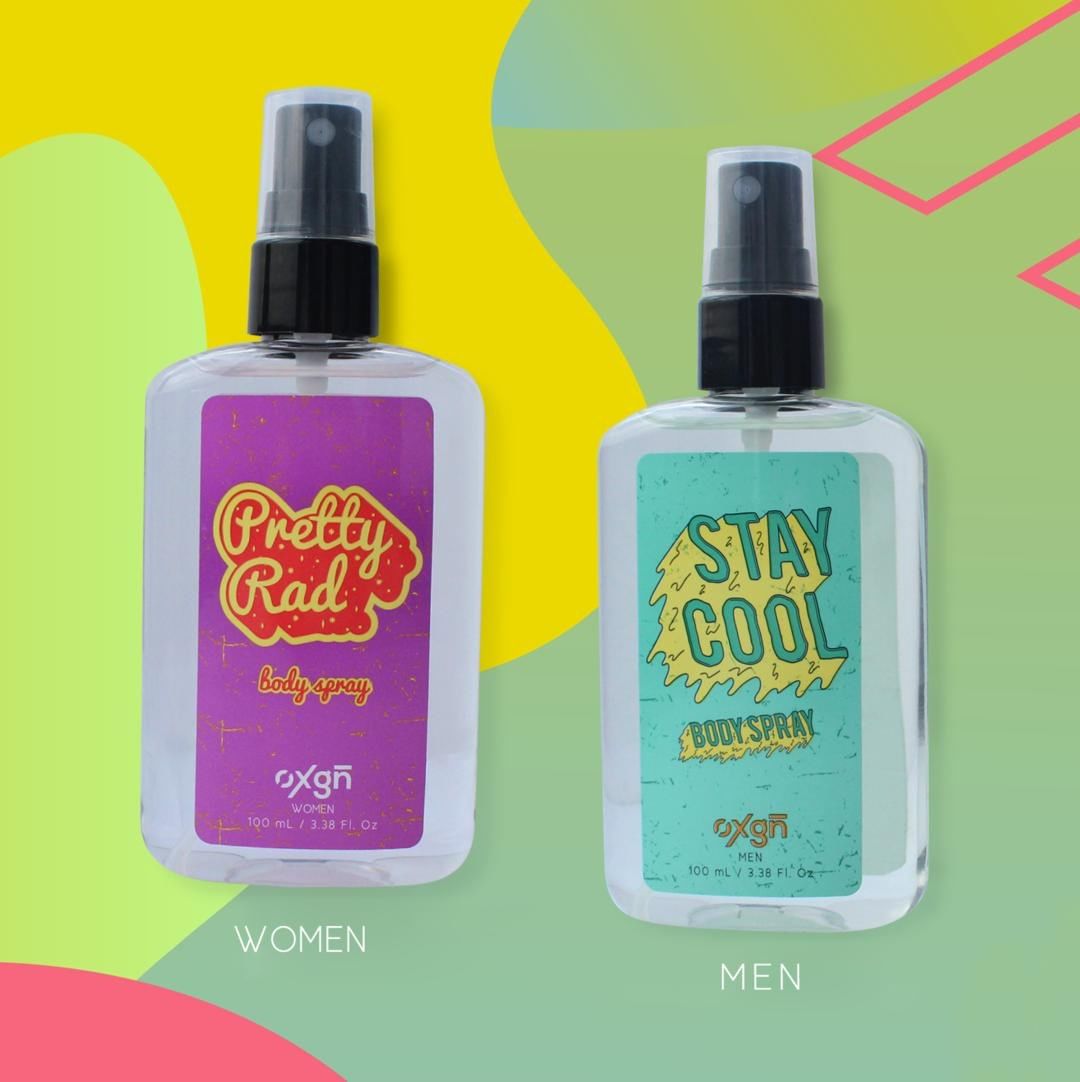 Pretty
Rad
body spray
oxgn
WOMEN
100 mL / 3.38 Fl. Oz
WOMEN
STAY
COOL
BODY SPRAY
oxgn
MEN
100 mL / 3.38 Fl. Oz
MEN